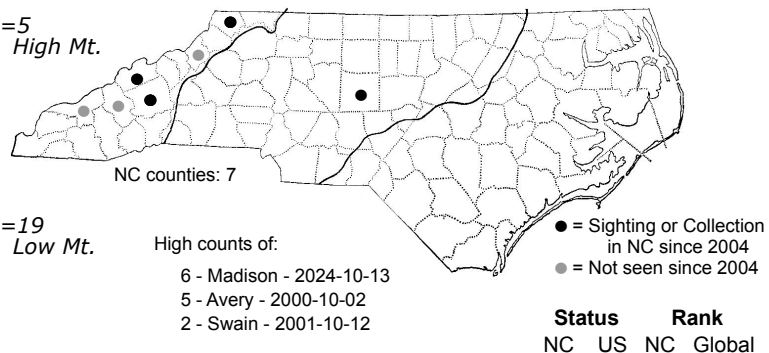 =5
High Mt.
NC counties: 7
=19
Low Mt.
High counts of:
6 - Madison - 2024-10-13
5 - Avery - 2000-10-02
2 - Swain - 2001-10-12
= Sighting or Collection
in NC since 2004
= Not seen since 2004
Status Rank
NC US NC Global